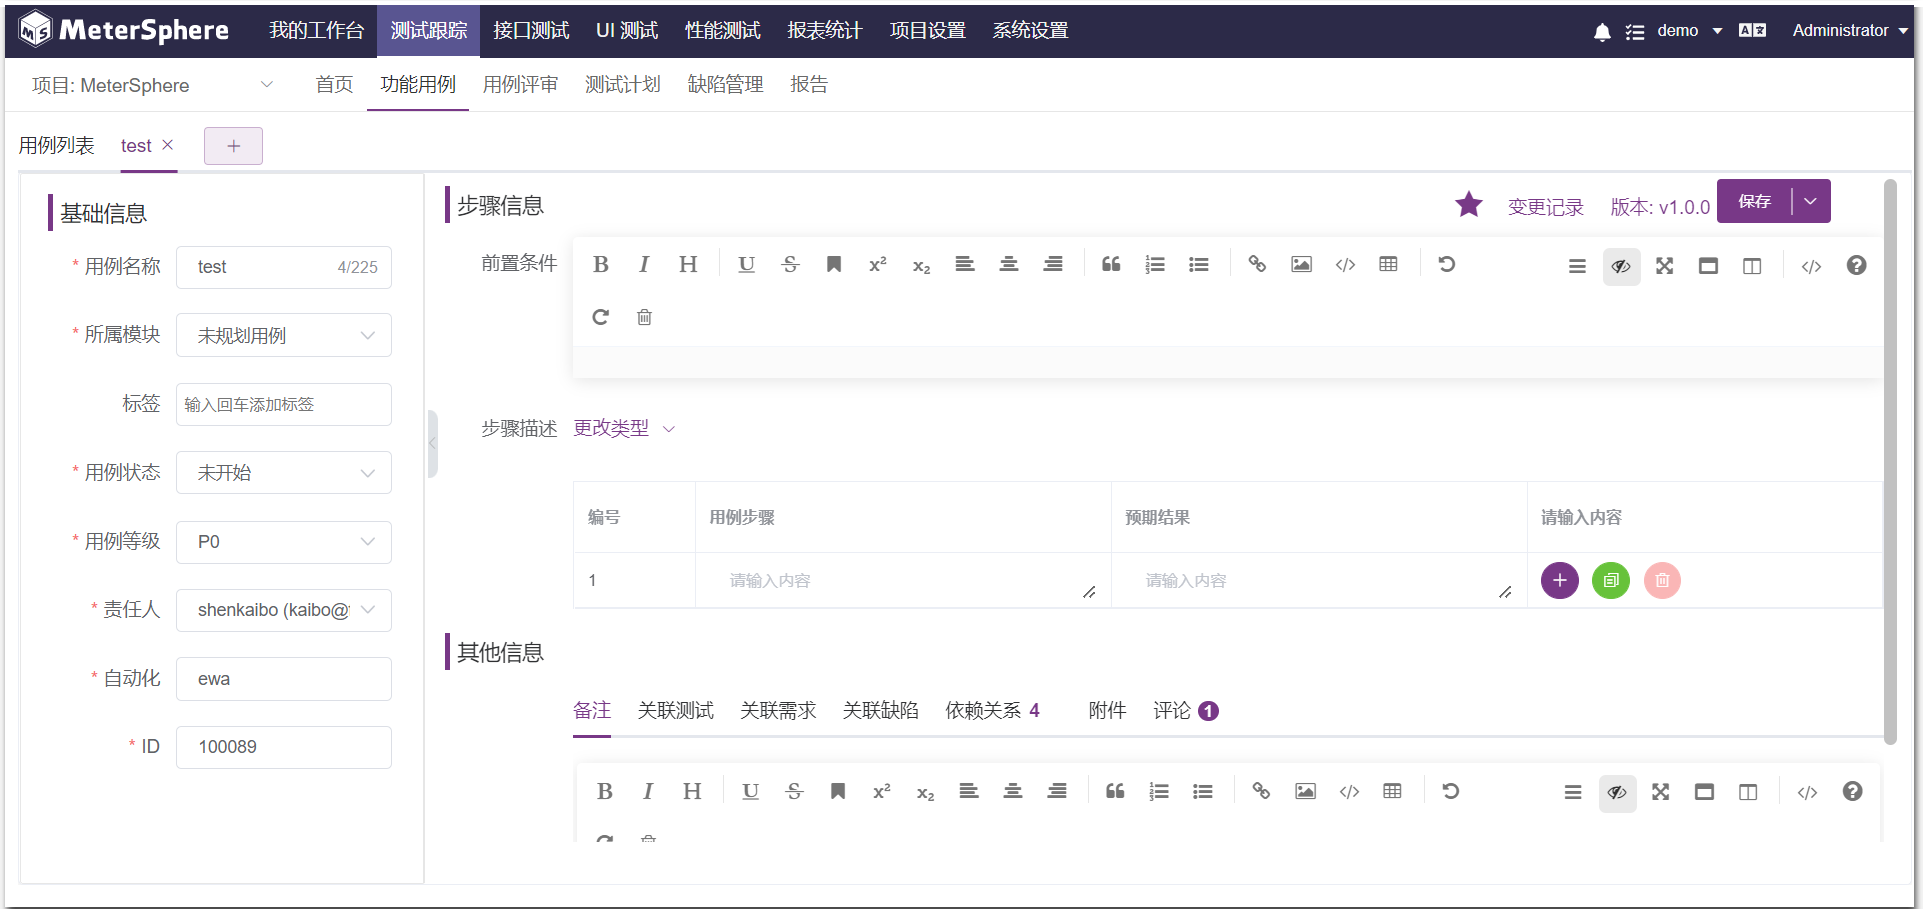 MeterSphere 我的工作台 测试跟踪 接口测试 UI 测试 性能测试 报表统计 项目设置 系统设置 demo Administrator
项目: MeterSphere 首页 功能用例 用例评审 测试计划 缺陷管理 报告
用例列表 test × +
基础信息
* 用例名称 test 4/225
* 所属模块 未规划用例
标签 输入回车添加标签
* 用例状态 未开始
* 用例等级 P0
* 责任人 shenkaibo (kaibo@
* 自动化 ewa
* ID 100089
步骤信息 变更记录 版本: v1.0.0 保存
前置条件 B I H U S x² x₂
步骤描述 更改类型
编号 用例步骤 预期结果 请输入内容
1 请输入内容 请输入内容
其他信息
备注 关联测试 关联需求 关联缺陷 依赖关系 4 附件 评论 1
B I H U S x² x₂